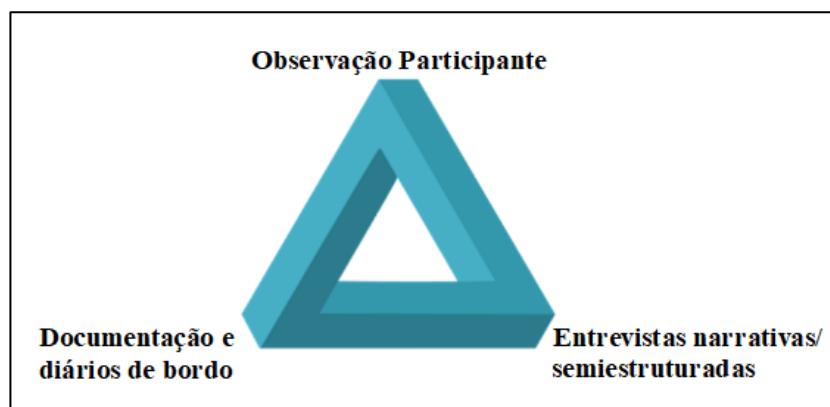 Observação Participante
Documentação e
diários de bordo
Entrevistas narrativas/
semiestruturadas